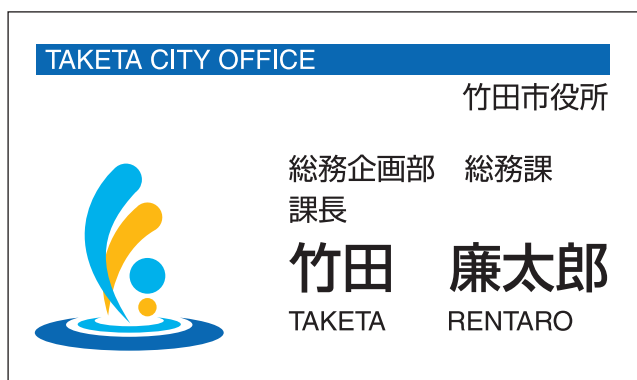 TAKETA CITY OFFICE
竹田市役所
総務企画部　総務課
課長
竹田　廉太郎
TAKETA　RENTARO